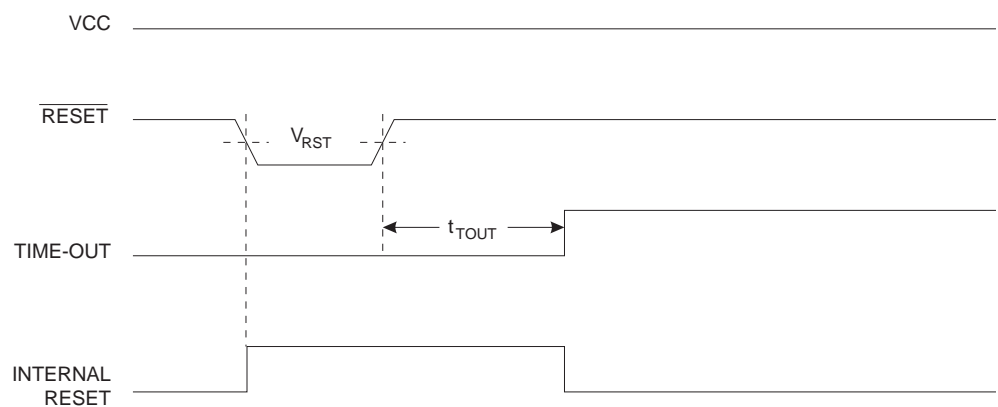 VCC
RESET
VRST
tTOUT
TIME-OUT
INTERNAL
RESET